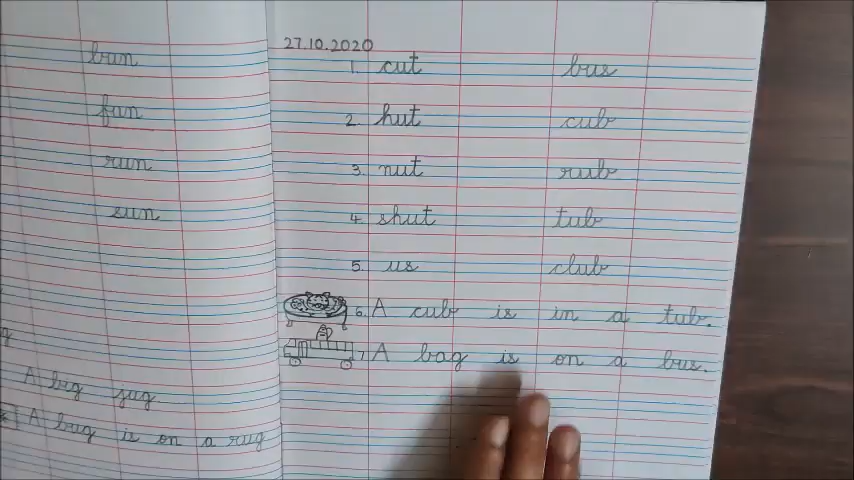 bun
fun
run
sun
A big jug
A bug is on a rug
27.10.2020
1. cut bus
2. hut cub
3. nut rub
4. shut tub
5. us club
6. A cub is in a tub.
7. A bag is on a bus.